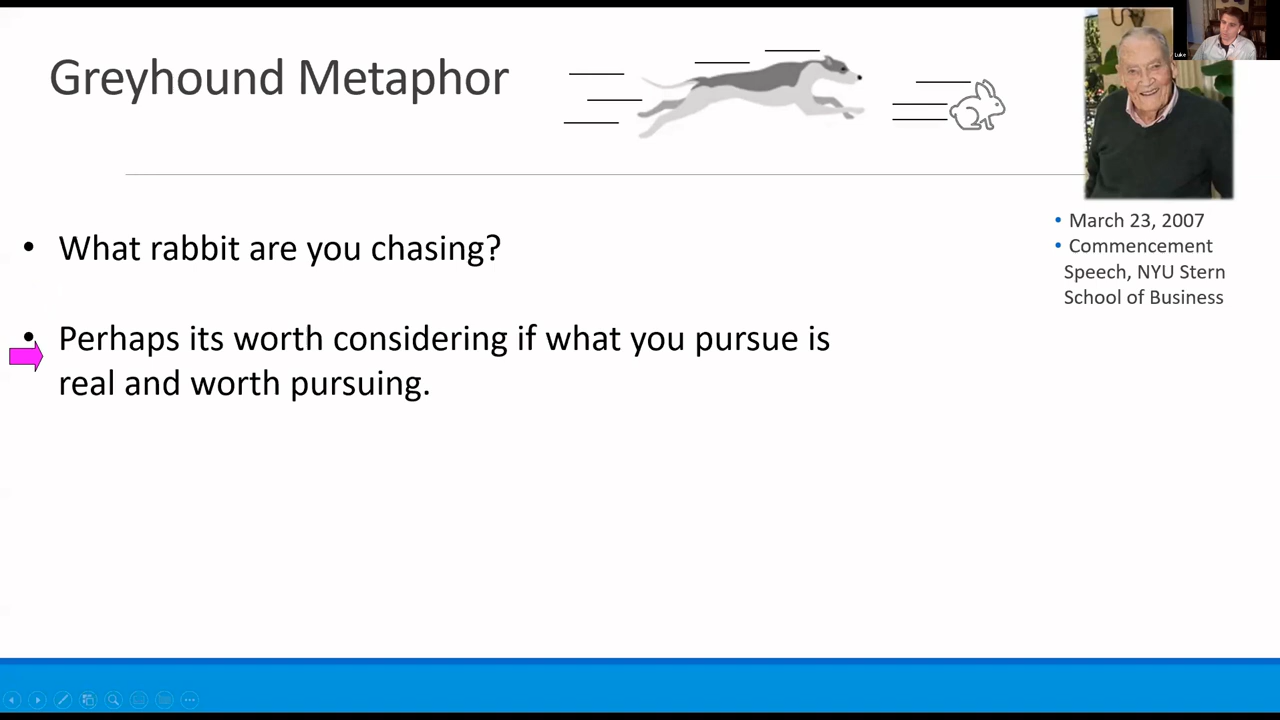 Greyhound Metaphor
Luke
• What rabbit are you chasing?
• Perhaps its worth considering if what you pursue is
real and worth pursuing.
• March 23, 2007
• Commencement
Speech, NYU Stern
School of Business